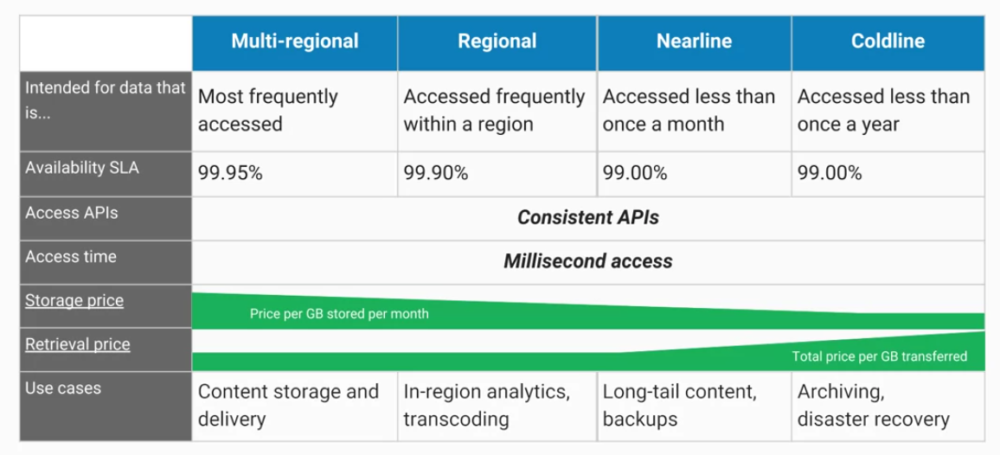 Multi-regional Regional Nearline Coldline
Intended for data that
is...
Most frequently
accessed
Accessed frequently
within a region
Accessed less than
once a month
Accessed less than
once a year
Availability SLA 99.95% 99.90% 99.00% 99.00%
Access APIs Consistent APIs
Access time Millisecond access
Storage price
Price per GB stored per month
Retrieval price
Total price per GB transferred
Use cases
Content storage and
delivery
In-region analytics,
transcoding
Long-tail content,
backups
Archiving,
disaster recovery